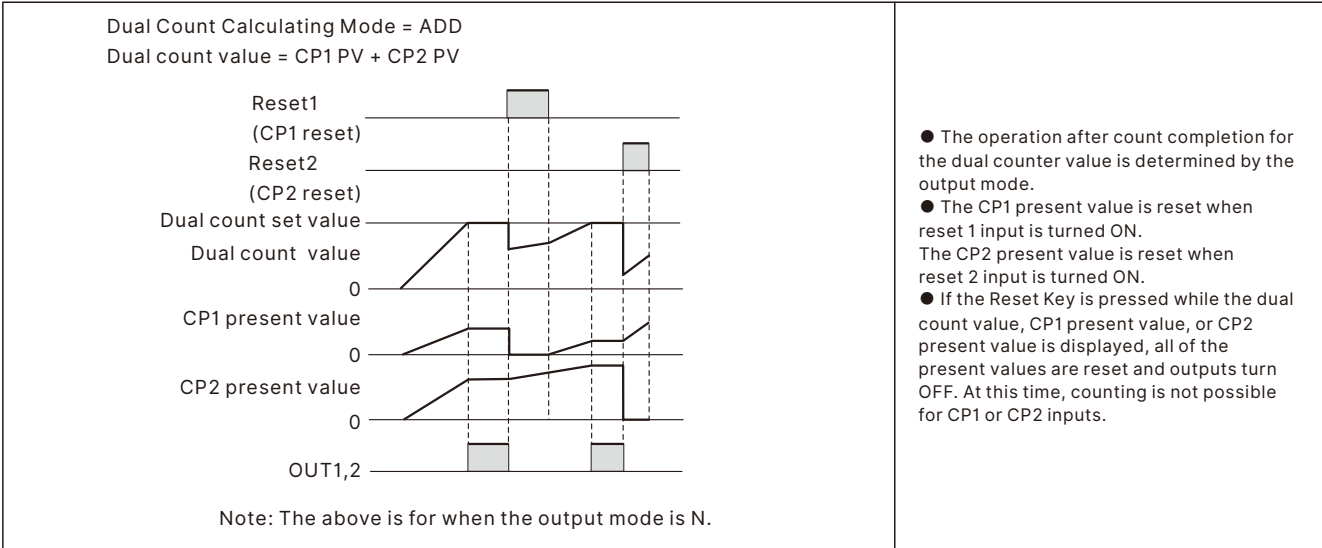 Dual Count Calculating Mode = ADD
Dual count value = CP1 PV + CP2 PV
Reset1
(CP1 reset)
Reset2
(CP2 reset)
Dual count set value
Dual count value
0
CP1 present value
0
CP2 present value
0
OUT1,2
Note: The above is for when the output mode is N.
● The operation after count completion for
the dual counter value is determined by the
output mode.
● The CP1 present value is reset when
reset 1 input is turned ON.
The CP2 present value is reset when
reset 2 input is turned ON.
● If the Reset Key is pressed while the dual
count value, CP1 present value, or CP2
present value is displayed, all of the
present values are reset and outputs turn
OFF. At this time, counting is not possible
for CP1 or CP2 inputs.